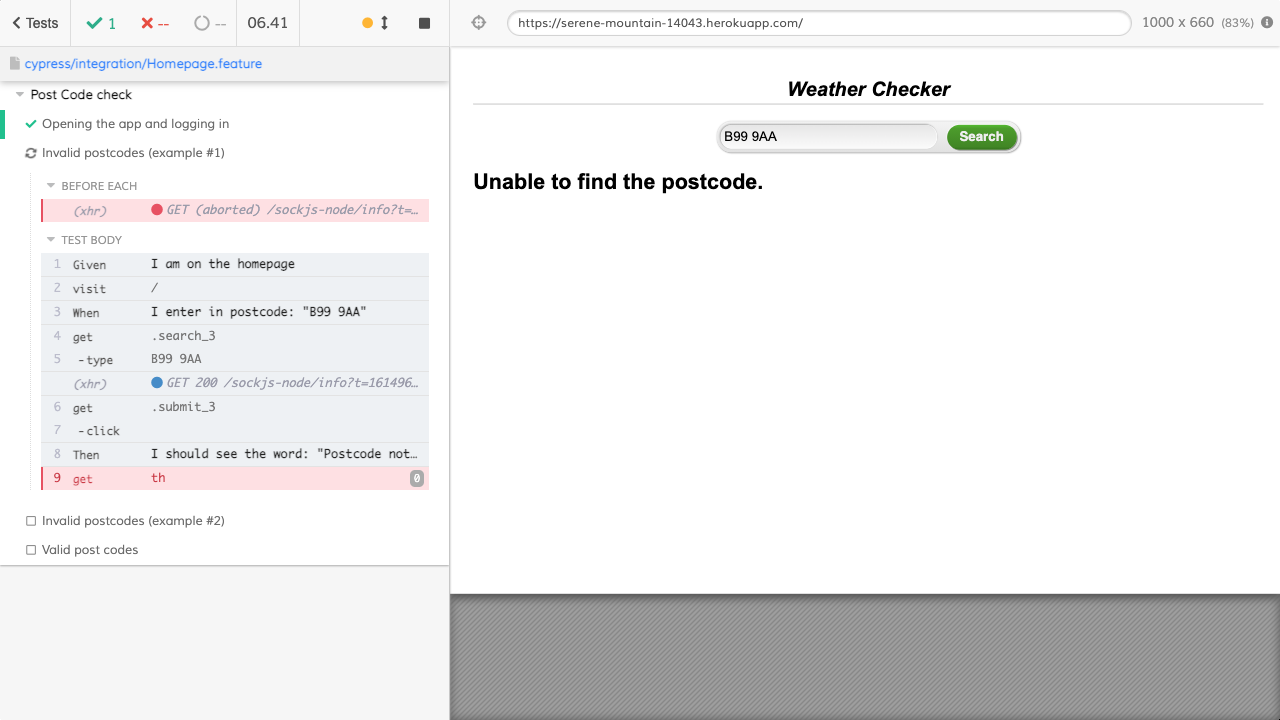 Tests 1 -- -- 06.41
https://serene-mountain-14043.herokuapp.com/ 1000 x 660 (83%)
cypress/integration/Homepage.feature
Post Code check
Opening the app and logging in
Invalid postcodes (example #1)
BEFORE EACH
(xhr) GET (aborted) /sockjs-node/info?t=…
TEST BODY
1 Given I am on the homepage
2 visit /
3 When I enter in postcode: "B99 9AA"
4 get .search_3
5 -type B99 9AA
(xhr) GET 200 /sockjs-node/info?t=161496…
6 get .submit_3
7 -click
8 Then I should see the word: "Postcode not…
9 get th 0
Invalid postcodes (example #2)
Valid post codes
Weather Checker
B99 9AA Search
Unable to find the postcode.